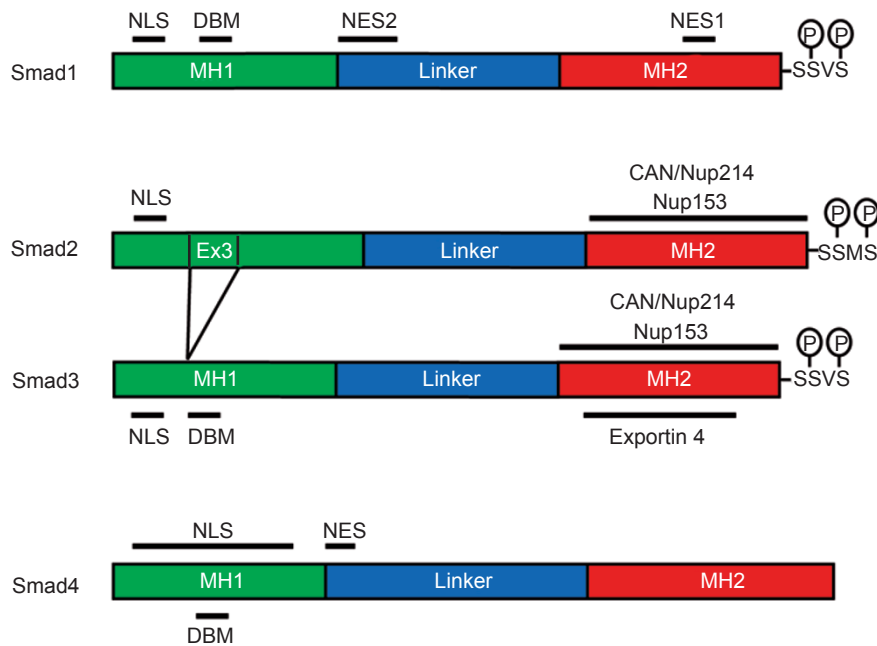 NLS DBM NES2 NES1
P P
Smad1 MH1 Linker MH2 SSVS
CAN/Nup214
NLS Nup153
P P
Smad2 Ex3 Linker MH2 SSMS
CAN/Nup214
Nup153
P P
Smad3 MH1 Linker MH2 SSVS
NLS DBM Exportin 4
NLS NES
Smad4 MH1 Linker MH2
DBM